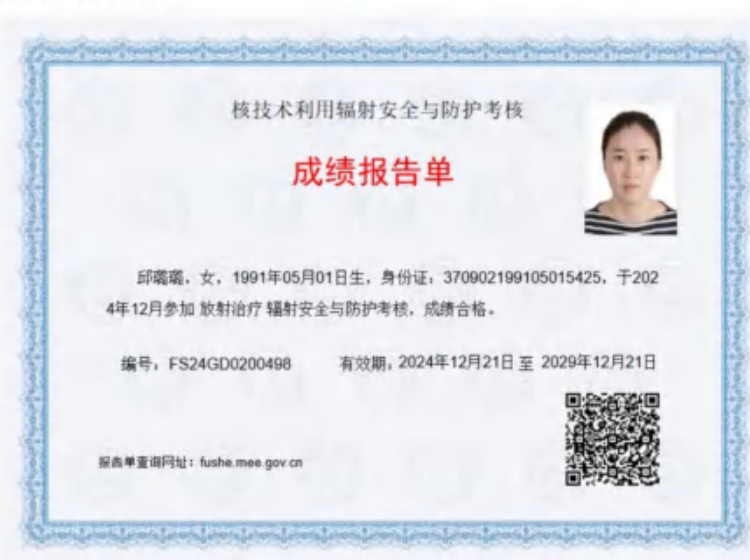 核技术利用辐射安全与防护考核
成绩报告单
邱璐璐，女，1991年05月01日生，身份证：370902199105015425，于202
4年12月参加 放射治疗 辐射安全与防护考核，成绩合格。
编号：FS24GD0200498 有效期：2024年12月21日 至 2029年12月21日
报告单查询网址：fushe.mee.gov.cn